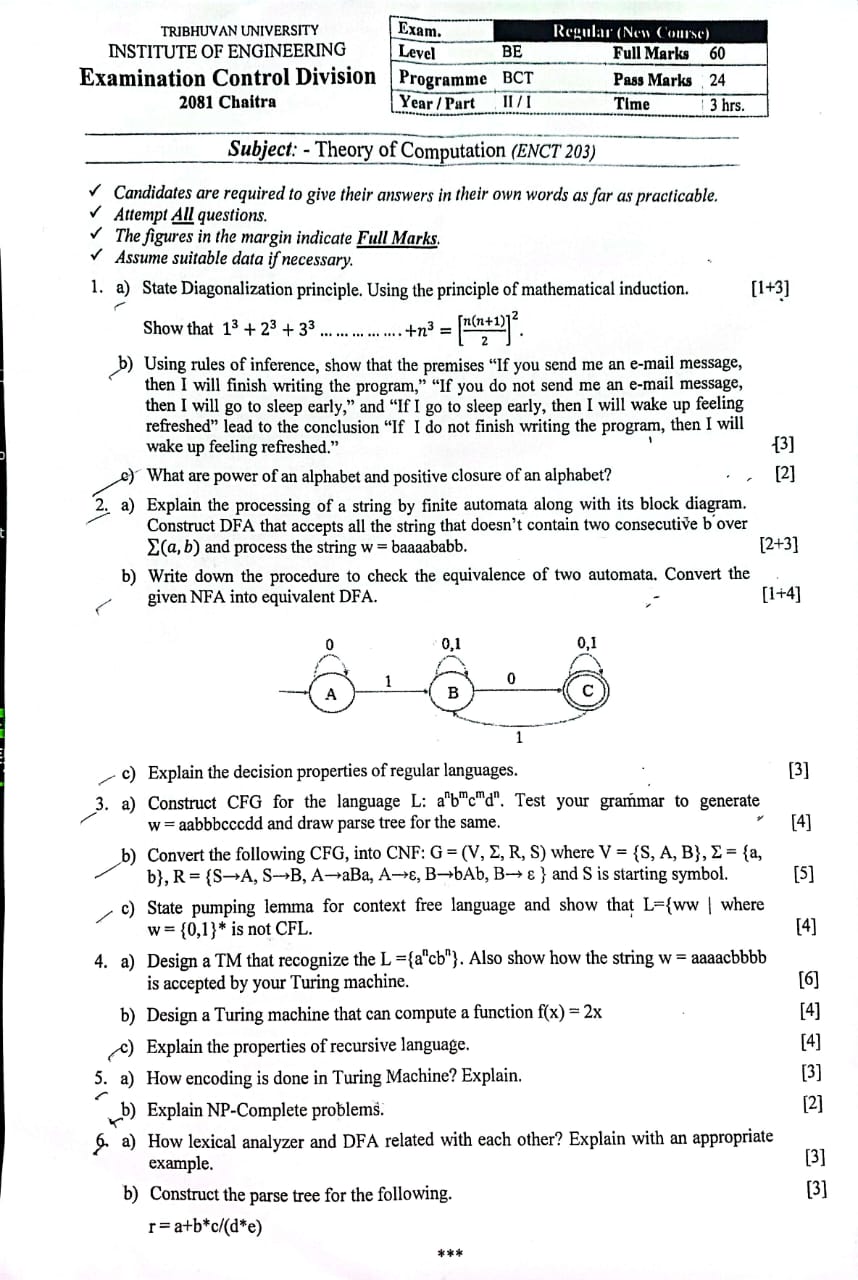 TRIBHUVAN UNIVERSITY
INSTITUTE OF ENGINEERING
Examination Control Division
2081 Chaitra
Exam. Regular (New Course)
Level BE Full Marks 60
Programme BCT Pass Marks 24
Year / Part II / I Time 3 hrs.
Subject: - Theory of Computation (ENCT 203)
✓ Candidates are required to give their answers in their own words as far as practicable.
✓ Attempt All questions.
✓ The figures in the margin indicate Full Marks.
✓ Assume suitable data if necessary.
1. a) State Diagonalization principle. Using the principle of mathematical induction. [1+3]
Show that 1³ + 2³ + 3³ ... ... ... ... ... +n³ = [n(n+1)/2]².
b) Using rules of inference, show that the premises “If you send me an e-mail message,
then I will finish writing the program,” “If you do not send me an e-mail message,
then I will go to sleep early,” and “If I go to sleep early, then I will wake up feeling
refreshed” lead to the conclusion “If I do not finish writing the program, then I will
wake up feeling refreshed.” [3]
c) What are power of an alphabet and positive closure of an alphabet? [2]
2. a) Explain the processing of a string by finite automata along with its block diagram.
Construct DFA that accepts all the string that doesn’t contain two consecutive b over
Σ(a, b) and process the string w = baaaababb. [2+3]
b) Write down the procedure to check the equivalence of two automata. Convert the
given NFA into equivalent DFA. [1+4]
0 0,1 0,1
A 1 B 0 C
1
c) Explain the decision properties of regular languages. [3]
3. a) Construct CFG for the language L: aⁿbᵐcᵐdⁿ. Test your grammar to generate
w = aabbbcccdd and draw parse tree for the same. [4]
b) Convert the following CFG, into CNF: G = (V, Σ, R, S) where V = {S, A, B}, Σ = {a,
b}, R = {S→A, S→B, A→aBa, A→ε, B→bAb, B→ ε } and S is starting symbol. [5]
c) State pumping lemma for context free language and show that L={ww | where
w = {0,1}* is not CFL. [4]
4. a) Design a TM that recognize the L ={aⁿcbⁿ}. Also show how the string w = aaaacbbbb
is accepted by your Turing machine. [6]
b) Design a Turing machine that can compute a function f(x) = 2x [4]
c) Explain the properties of recursive language. [4]
5. a) How encoding is done in Turing Machine? Explain. [3]
b) Explain NP-Complete problems. [2]
6. a) How lexical analyzer and DFA related with each other? Explain with an appropriate
example. [3]
b) Construct the parse tree for the following. [3]
r = a+b*c/(d*e)
***